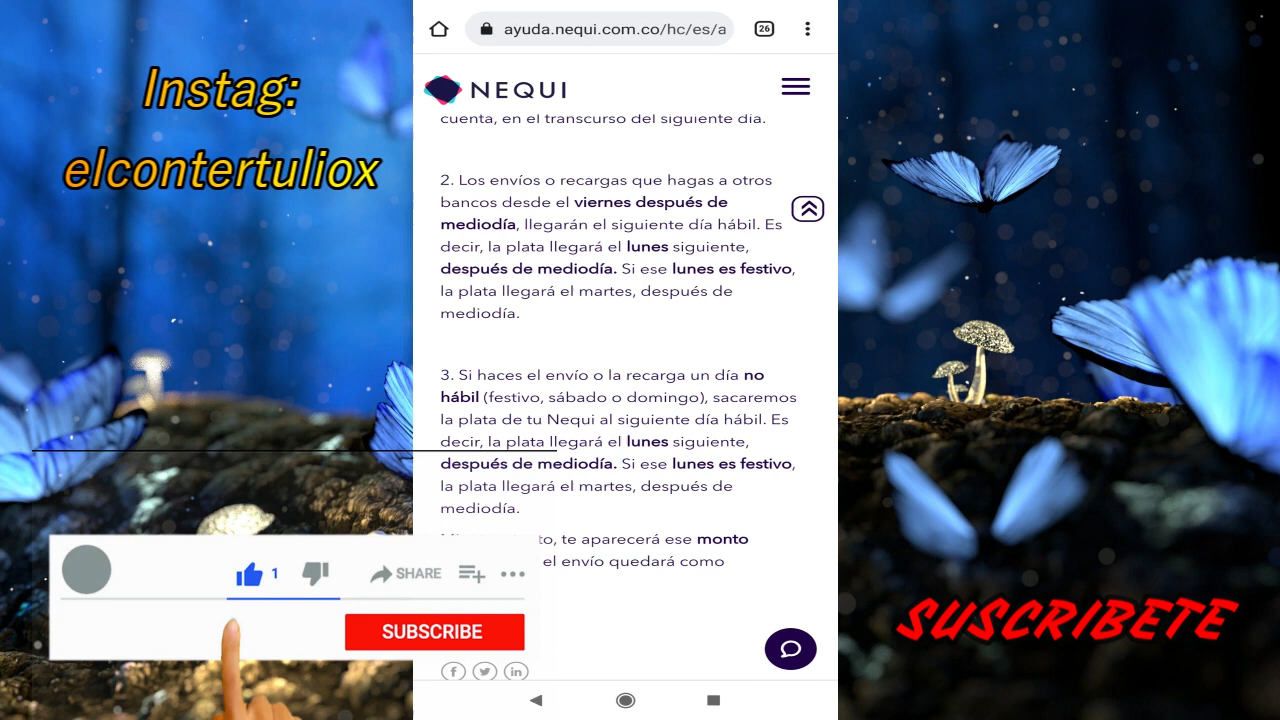 Instag:
elcontertuliox
26
ayuda.nequi.com.co/hc/es/a
NEQUI
cuenta, en el transcurso del siguiente día.
2. Los envíos o recargas que hagas a otros
bancos desde el viernes después de
mediodía, llegarán el siguiente día hábil. Es
decir, la plata llegará el lunes siguiente,
después de mediodía. Si ese lunes es festivo,
la plata llegará el martes, después de
mediodía.
3. Si haces el envío o la recarga un día no
hábil (festivo, sábado o domingo), sacaremos
la plata de tu Nequi al siguiente día hábil. Es
decir, la plata llegará el lunes siguiente,
después de mediodía. Si ese lunes es festivo,
la plata llegará el martes, después de
mediodía.
te aparecerá ese monto
el envío quedará como
1
SHARE
SUBSCRIBE
f
in
SUSCRIBETE